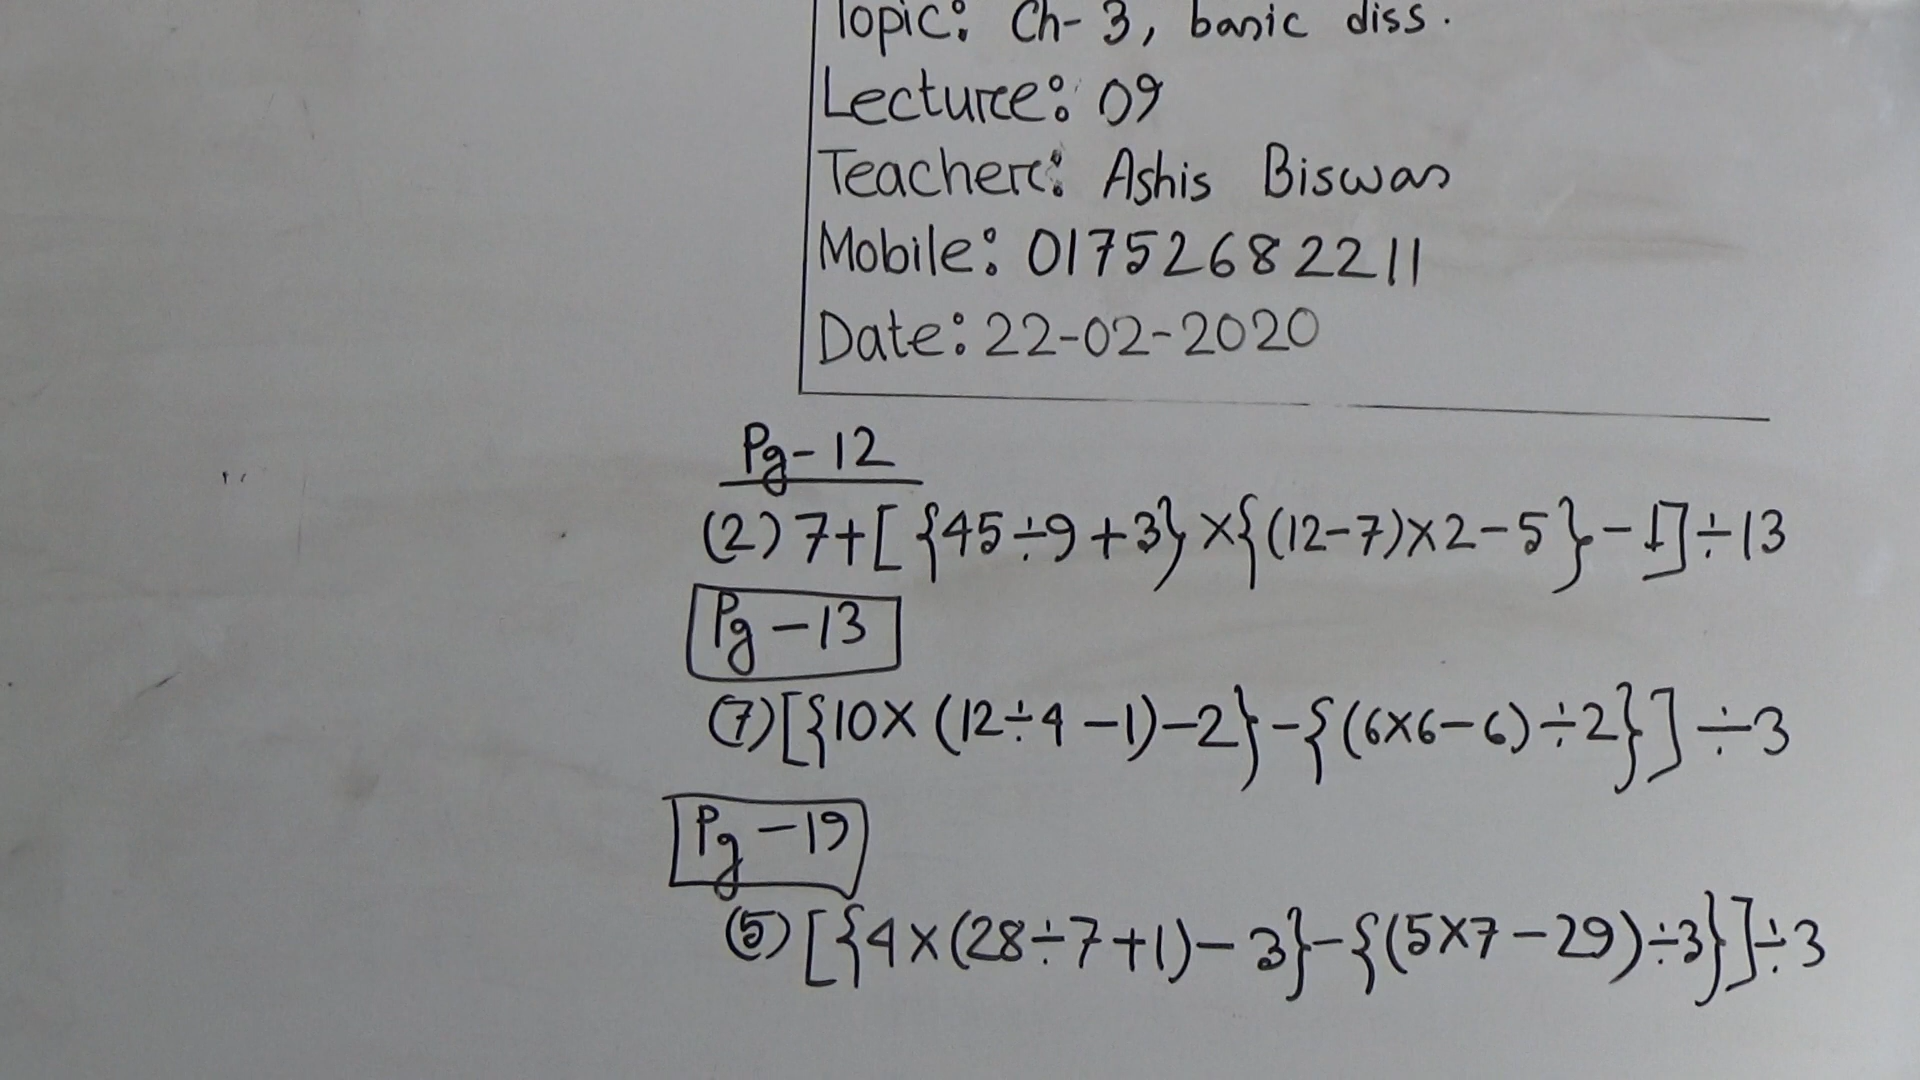 Topic: Ch-3, basic diss.
Lecture: 09
Teacher: Ashis Biswas
Mobile: 01752682211
Date: 22-02-2020
Pg-12
(2) 7+[{45÷9+3}×{(12-7)×2-5}-1]÷13
Pg-13
(7)[{10×(12÷4-1)-2}-{(6×6-6)÷2}]÷3
Pg-19
(5)[{4×(28÷7+1)-3}-{(5×7-29)÷3}]÷3